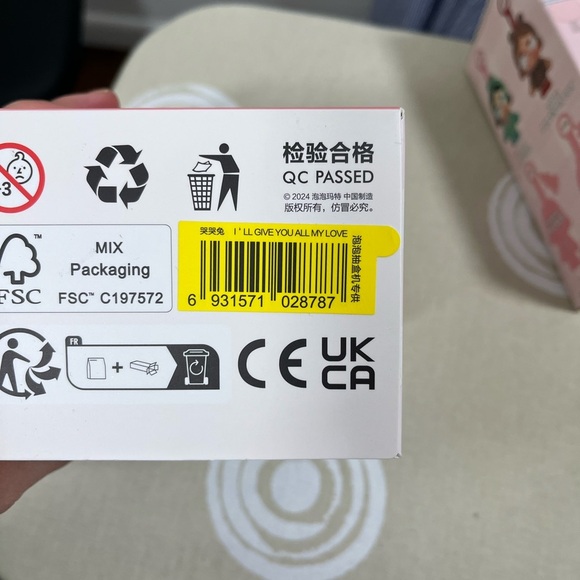 -3
检验合格
QC PASSED
© 2024 泡泡玛特 中国制造
版权所有，仿冒必究。
MIX
Packaging
FSC™ C197572
FSC
TM
哭哭兔 I'LL GIVE YOU ALL MY LOVE
6 931571 028787
泡泡抽盒机专供
FR
+
CE
UK
CA